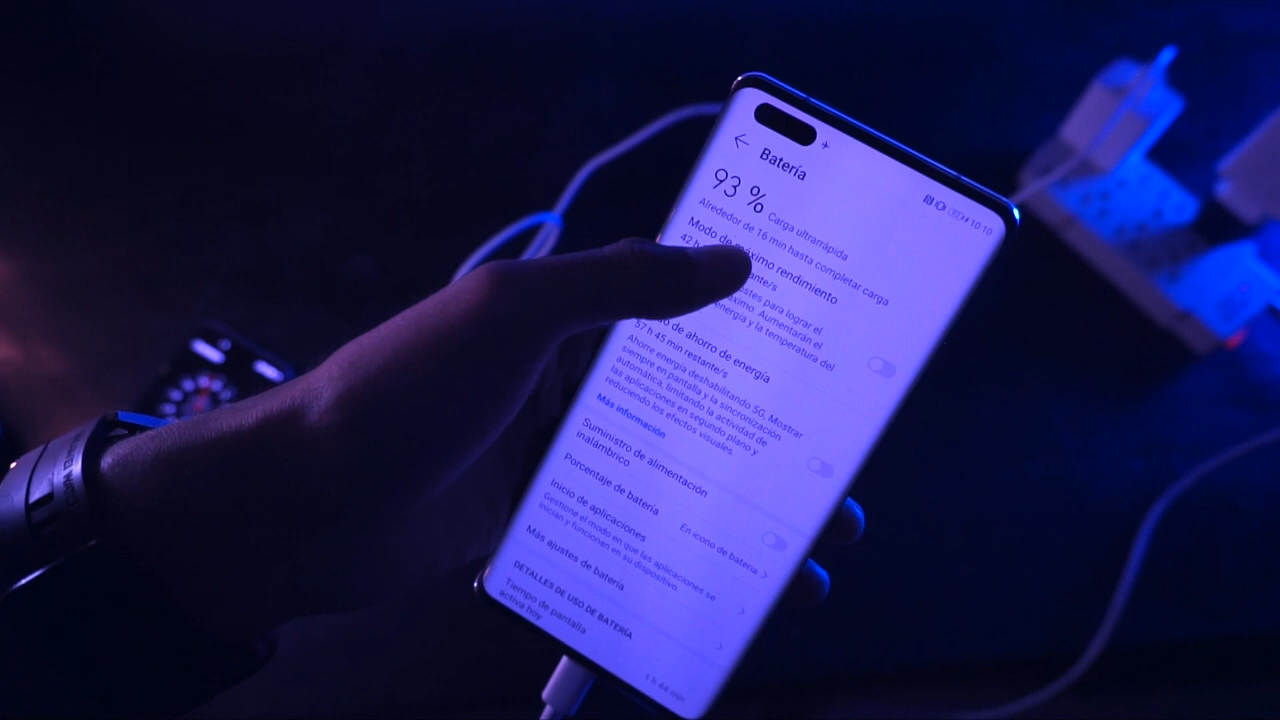 10:10
Batería
93 % Carga ultrarrápida
Alrededor de 16 min hasta completar carga
Modo de máximo rendimiento
42 h
ajustes para lograr el
máximo. Aumentarán el
energía y la temperatura del
de ahorro de energía
57 h 45 min restante/s
Ahorre energía deshabilitando 5G, Mostrar
siempre en pantalla y la sincronización
automática, limitando la actividad de
las aplicaciones en segundo plano y
reduciendo los efectos visuales.
Más información
Suministro de alimentación
inalámbrico
Porcentaje de batería
En icono de batería
Inicio de aplicaciones
Gestione el modo en que las aplicaciones se
inician y funcionan en su dispositivo.
Más ajustes de batería
DETALLES DE USO DE BATERÍA
Tiempo de pantalla
activa hoy
1 h 44 min